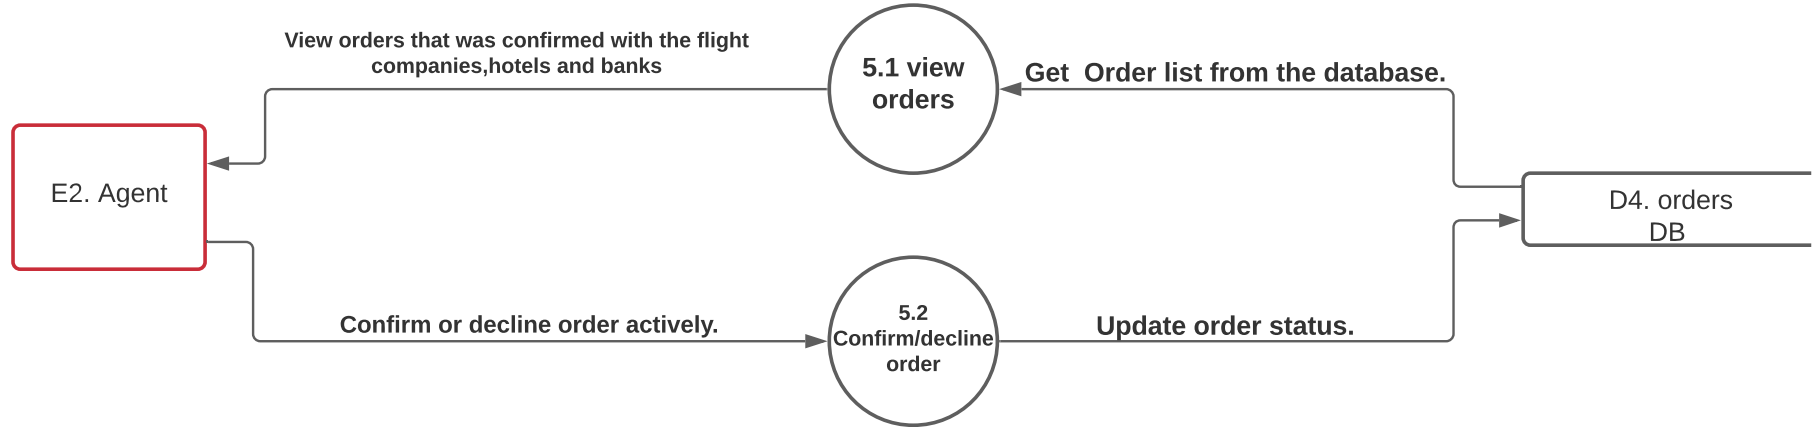 View orders that was confirmed with the flight
companies,hotels and banks
5.1 view
orders
Get  Order list from the database.
E2. Agent
D4. orders
DB
Confirm or decline order actively.
5.2
Confirm/decline
order
Update order status.